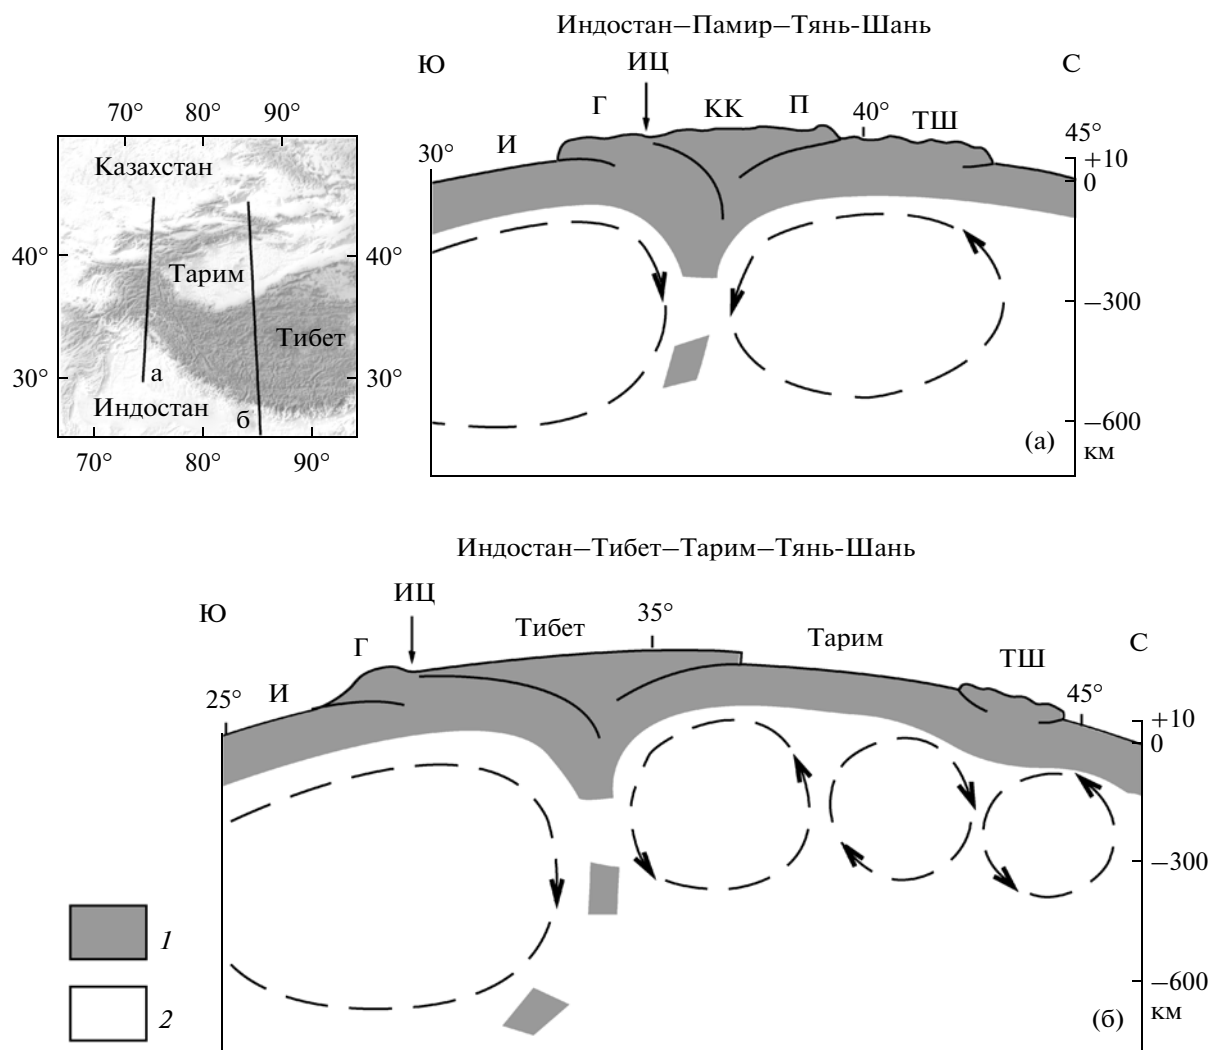 Индостан–Памир–Тянь-Шань
Ю
ИЦ
С
Г
КК
П
40°
ТШ
45°
30°
И
+10
0
–300
–600
км
(а)
70°
80°
90°
Казахстан
40°
40°
Тарим
Тибет
30°
30°
а
Индостан
б
70°
80°
90°
Индостан–Тибет–Тарим–Тянь-Шань
Ю
ИЦ
С
Г
Тибет
35°
Тарим
ТШ
25°
И
45°
+10
0
–300
–600
км
(б)
1
2